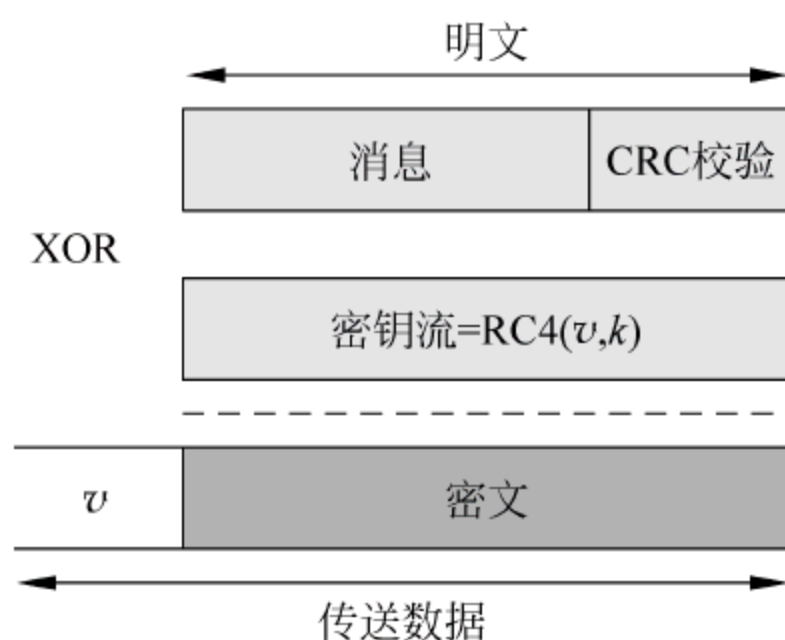 明文
消息 CRC校验
XOR
密钥流=RC4(v,k)
v 密文
传送数据